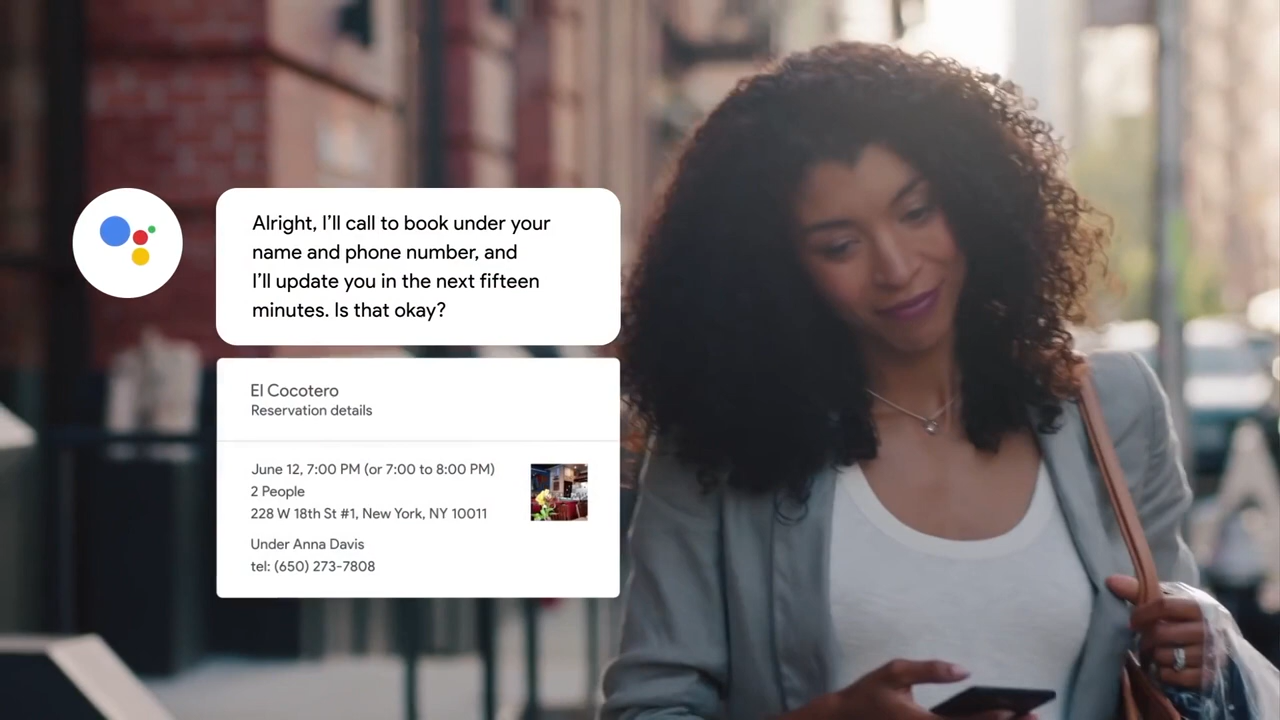 Alright, I’ll call to book under your
name and phone number, and
I’ll update you in the next fifteen
minutes. Is that okay?
El Cocotero
Reservation details
June 12, 7:00 PM (or 7:00 to 8:00 PM)
2 People
228 W 18th St #1, New York, NY 10011
Under Anna Davis
tel: (650) 273-7808